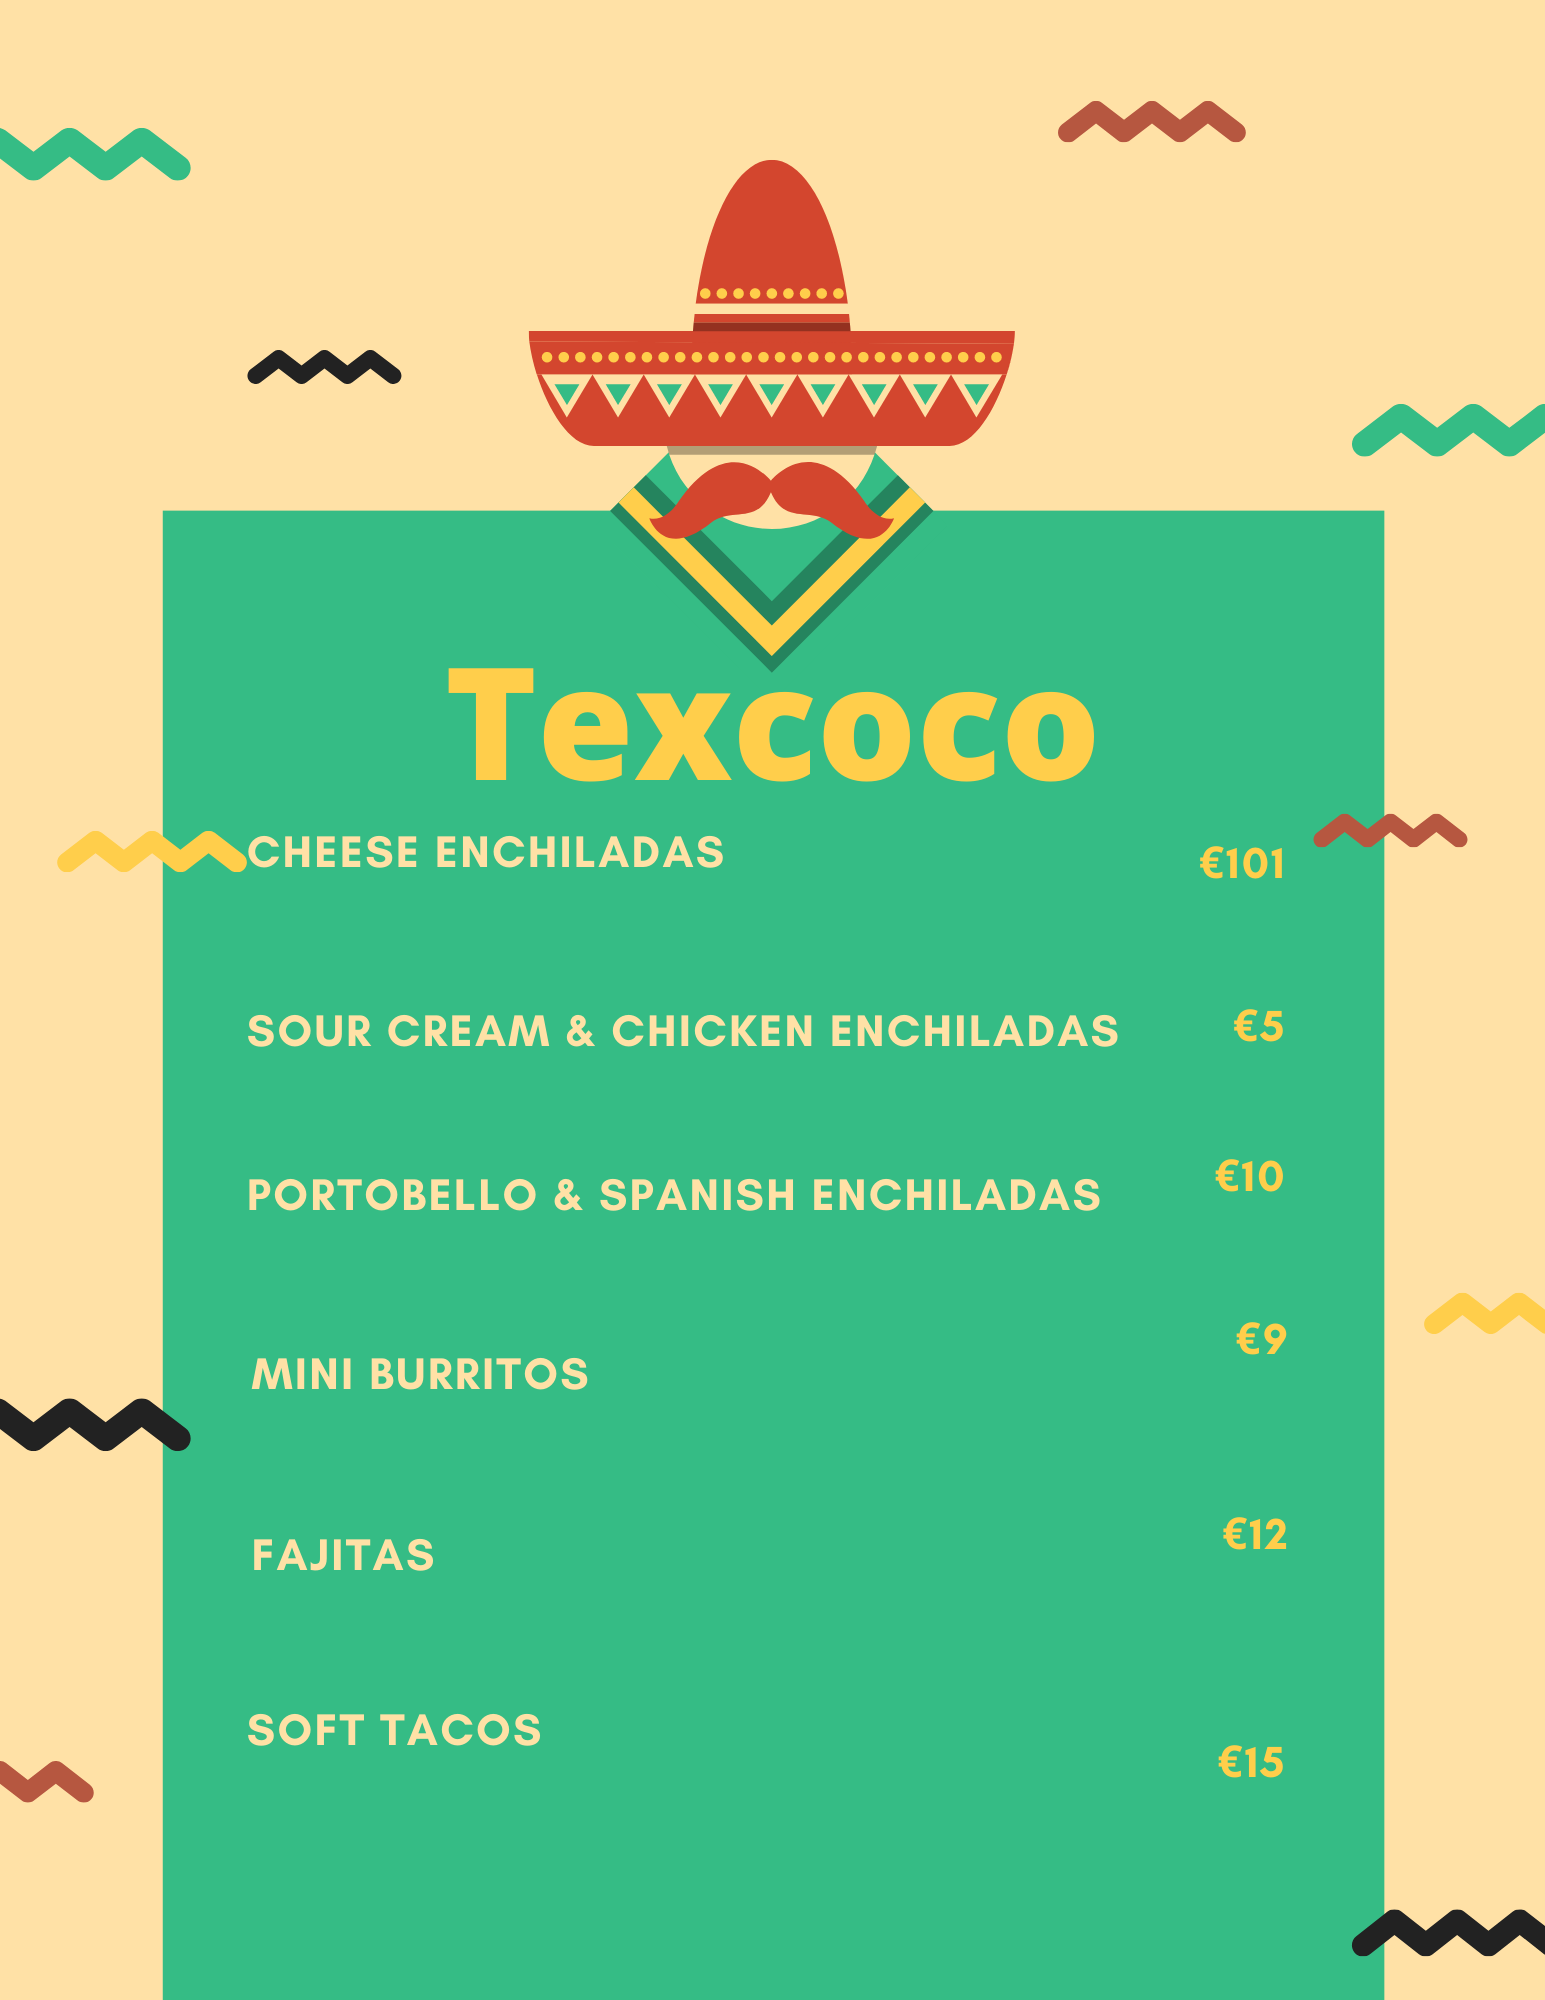 Texcoco
CHEESE ENCHILADAS €101
SOUR CREAM & CHICKEN ENCHILADAS €5
PORTOBELLO & SPANISH ENCHILADAS €10
MINI BURRITOS €9
FAJITAS €12
SOFT TACOS €15